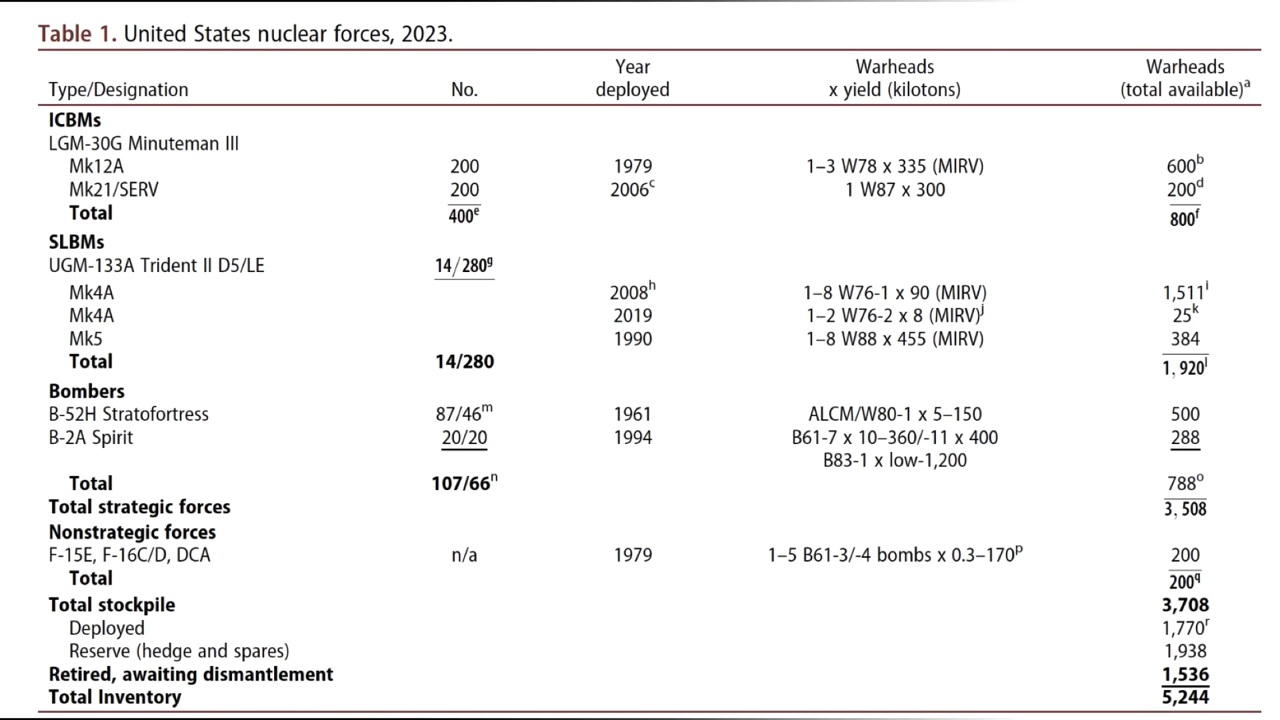 Table 1. United States nuclear forces, 2023.
Type/Designation No. Year deployed Warheads x yield (kilotons) Warheads (total available)ᵃ
ICBMs
LGM-30G Minuteman III
Mk12A 200 1979 1–3 W78 x 335 (MIRV) 600ᵇ
Mk21/SERV 200 2006ᶜ 1 W87 x 300 200ᵈ
Total 400ᵉ 800ᶠ
SLBMs
UGM-133A Trident II D5/LE 14/280ᵍ
Mk4A 2008ʰ 1–8 W76-1 x 90 (MIRV) 1,511ⁱ
Mk4A 2019 1–2 W76-2 x 8 (MIRV)ʲ 25ᵏ
Mk5 1990 1–8 W88 x 455 (MIRV) 384
Total 14/280 1,920ˡ
Bombers
B-52H Stratofortress 87/46ᵐ 1961 ALCM/W80-1 x 5–150 500
B-2A Spirit 20/20 1994 B61-7 x 10–360/-11 x 400 288
B83-1 x low-1,200
Total 107/66ⁿ 788ᵒ
Total strategic forces 3,508
Nonstrategic forces
F-15E, F-16C/D, DCA n/a 1979 1–5 B61-3/-4 bombs x 0.3–170ᵖ 200
Total 200q
Total stockpile 3,708
Deployed 1,770ʳ
Reserve (hedge and spares) 1,938
Retired, awaiting dismantlement 1,536
Total Inventory 5,244